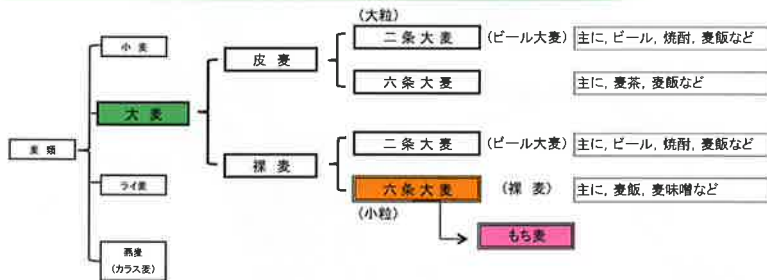 麦類
小麦
大麦
ライ麦
燕麦
(カラス麦)
皮麦
裸麦
(大粒)
二条大麦 (ビール大麦) 主に, ビール, 焼酎, 麦飯など
六条大麦 主に, 麦茶, 麦飯など
二条大麦 (ビール大麦) 主に, ビール, 焼酎, 麦飯など
六条大麦 (裸麦) 主に, 麦飯, 麦味噌など
(小粒)
もち麦